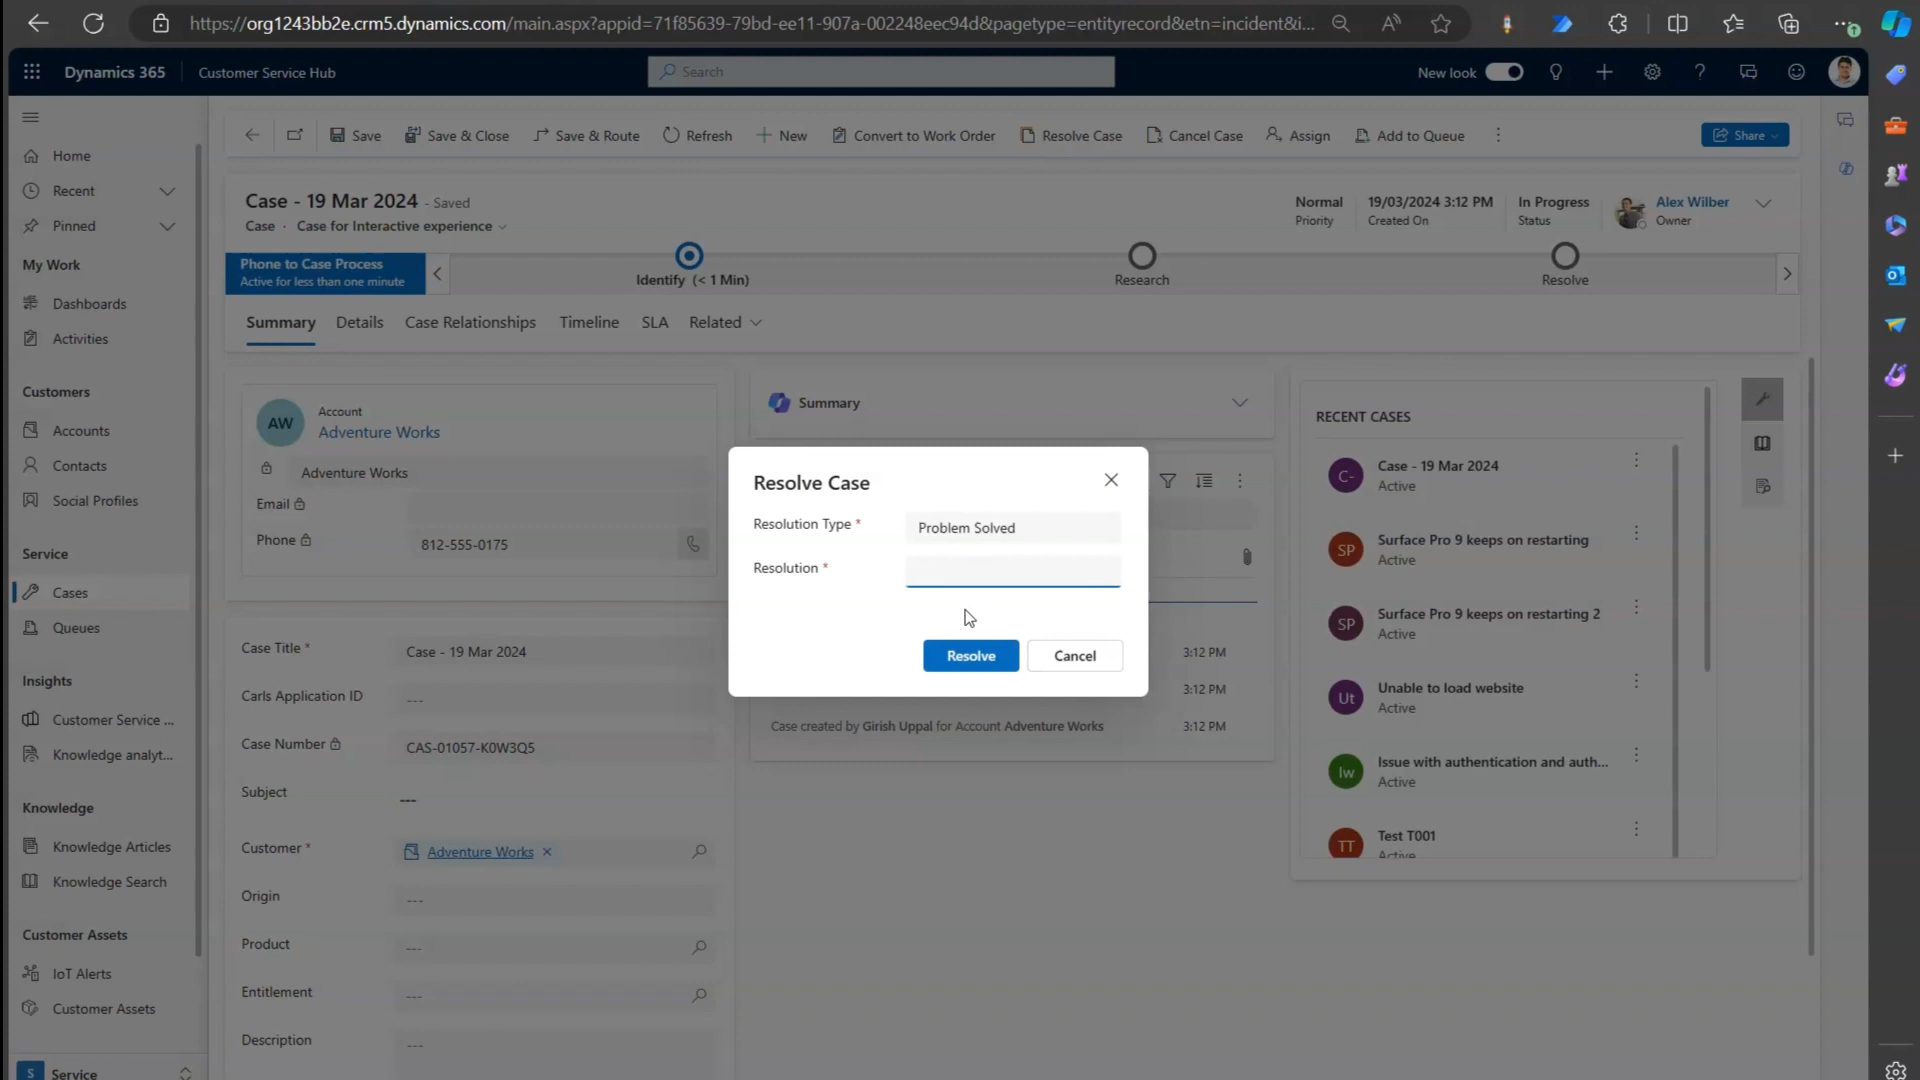 https://org1243bb2e.crm5.dynamics.com/main.aspx?appid=71f85639-79bd-ee11-907a-002248eec94d&pagetype=entityrecord&etn=incident&i...
Dynamics 365
Customer Service Hub
Search
New look
Home
Recent
Pinned
My Work
Dashboards
Activities
Customers
Accounts
Contacts
Social Profiles
Service
Cases
Queues
Insights
Customer Service ...
Knowledge analyt...
Knowledge
Knowledge Articles
Knowledge Search
Customer Assets
IoT Alerts
Customer Assets
S Service
Save
Save & Close
Save & Route
Refresh
New
Convert to Work Order
Resolve Case
Cancel Case
Assign
Add to Queue
Share
Case - 19 Mar 2024 - Saved
Case · Case for Interactive experience
Normal
Priority
19/03/2024 3:12 PM
Created On
In Progress
Status
Alex Wilber
Owner
Phone to Case Process
Active for less than one minute
Identify (< 1 Min)
Research
Resolve
Summary
Details
Case Relationships
Timeline
SLA
Related
AW
Account
Adventure Works
Adventure Works
Email
Phone
812-555-0175
Case Title *
Case - 19 Mar 2024
Carls Application ID
---
Case Number
CAS-01057-K0W3Q5
Subject
---
Customer *
Adventure Works
Origin
---
Product
---
Entitlement
---
Description
---
Summary
Resolve Case
Resolution Type *
Problem Solved
Resolution *
Resolve
Cancel
3:12 PM
3:12 PM
Case created by Girish Uppal for Account Adventure Works
3:12 PM
RECENT CASES
C-
Case - 19 Mar 2024
Active
SP
Surface Pro 9 keeps on restarting
Active
SP
Surface Pro 9 keeps on restarting 2
Active
Ut
Unable to load website
Active
Iw
Issue with authentication and auth...
Active
TT
Test T001
Active